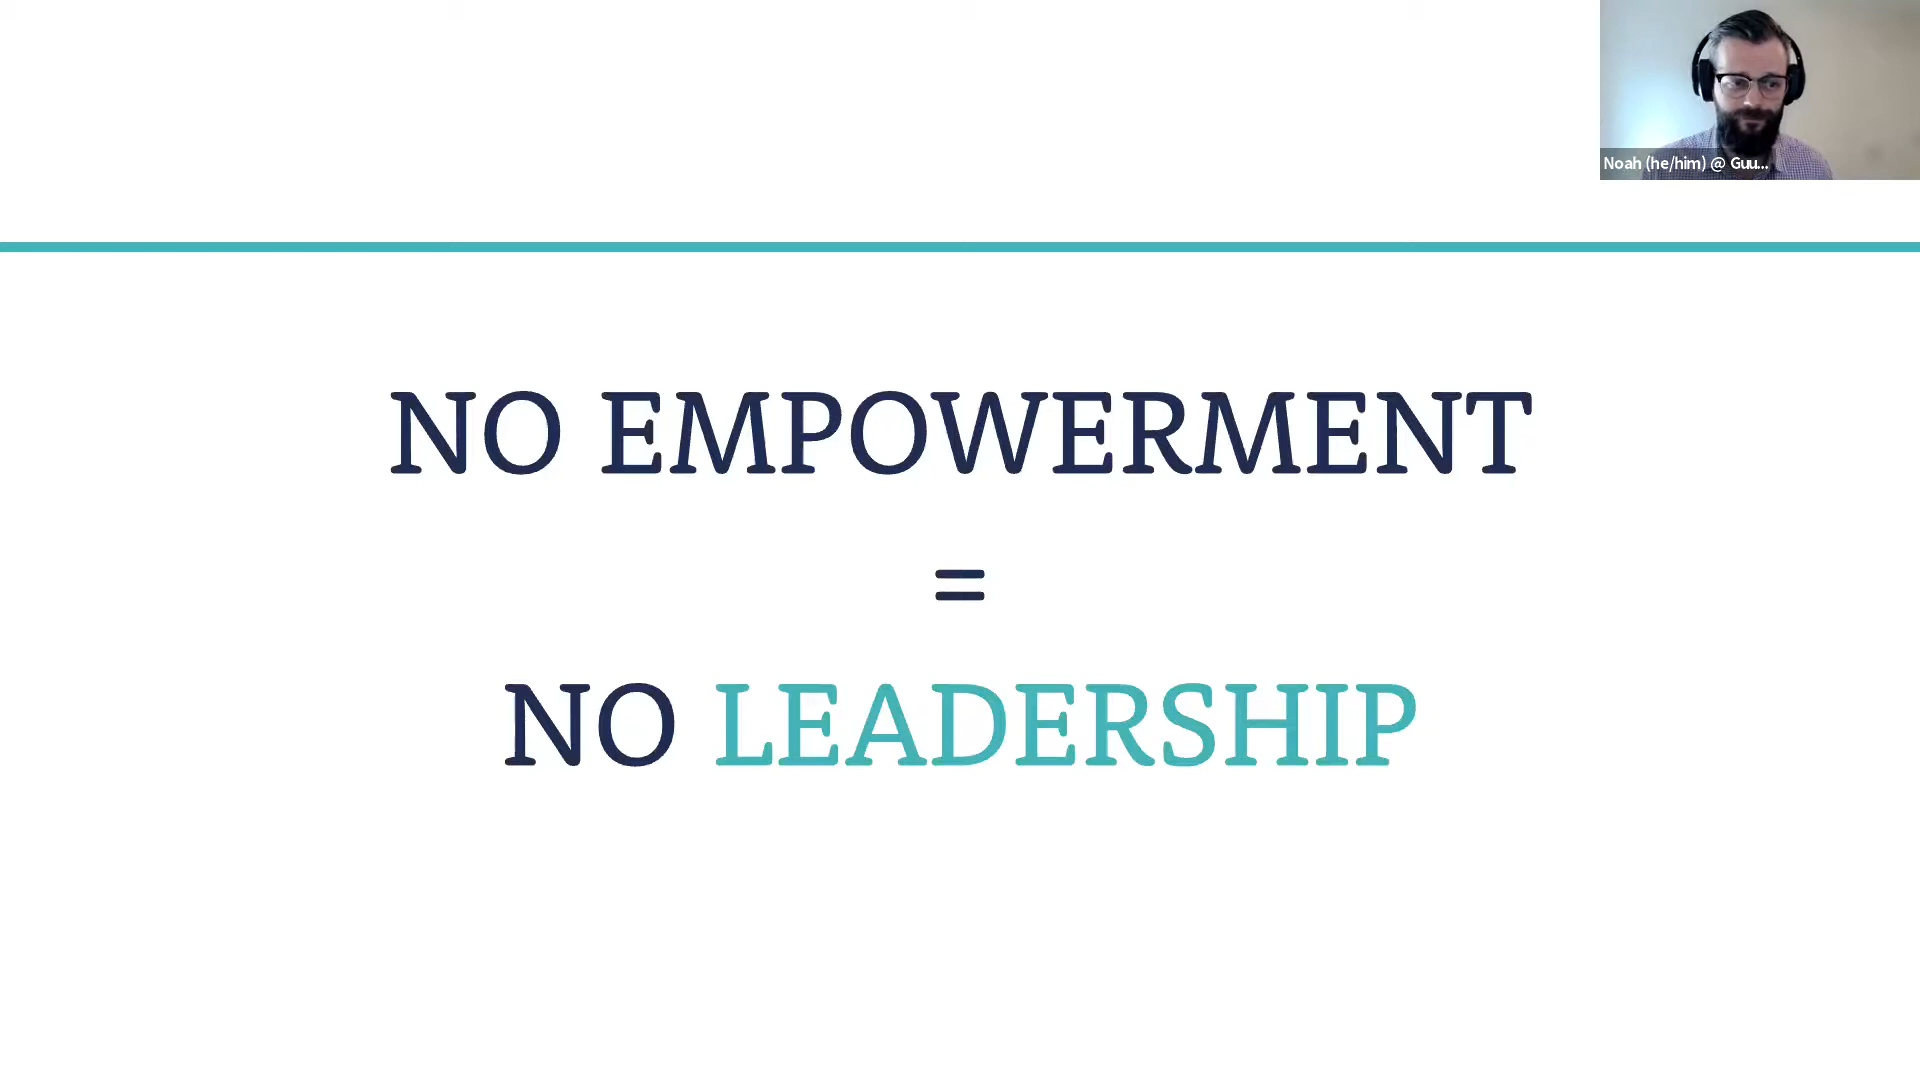 Noah (he/him) @ Guu...
NO EMPOWERMENT
=
NO LEADERSHIP